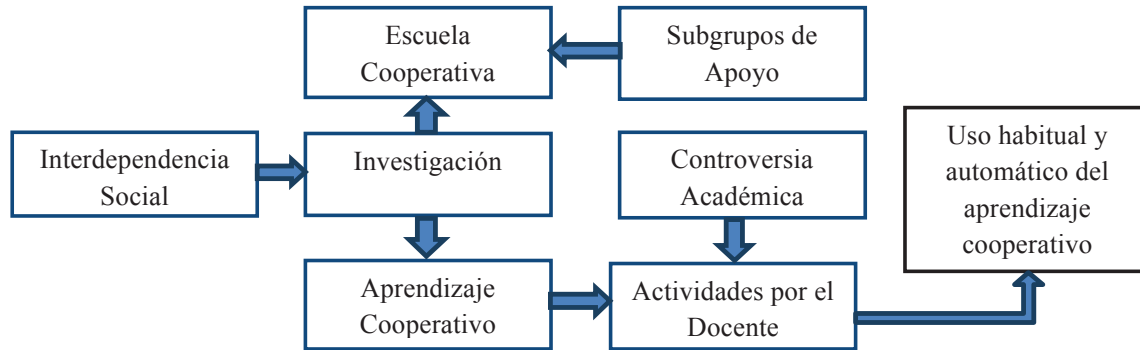 Escuela
Cooperativa
Subgrupos de
Apoyo
Interdependencia
Social
Investigación
Controversia
Académica
Uso habitual y
automático del
aprendizaje
cooperativo
Aprendizaje
Cooperativo
Actividades por el
Docente